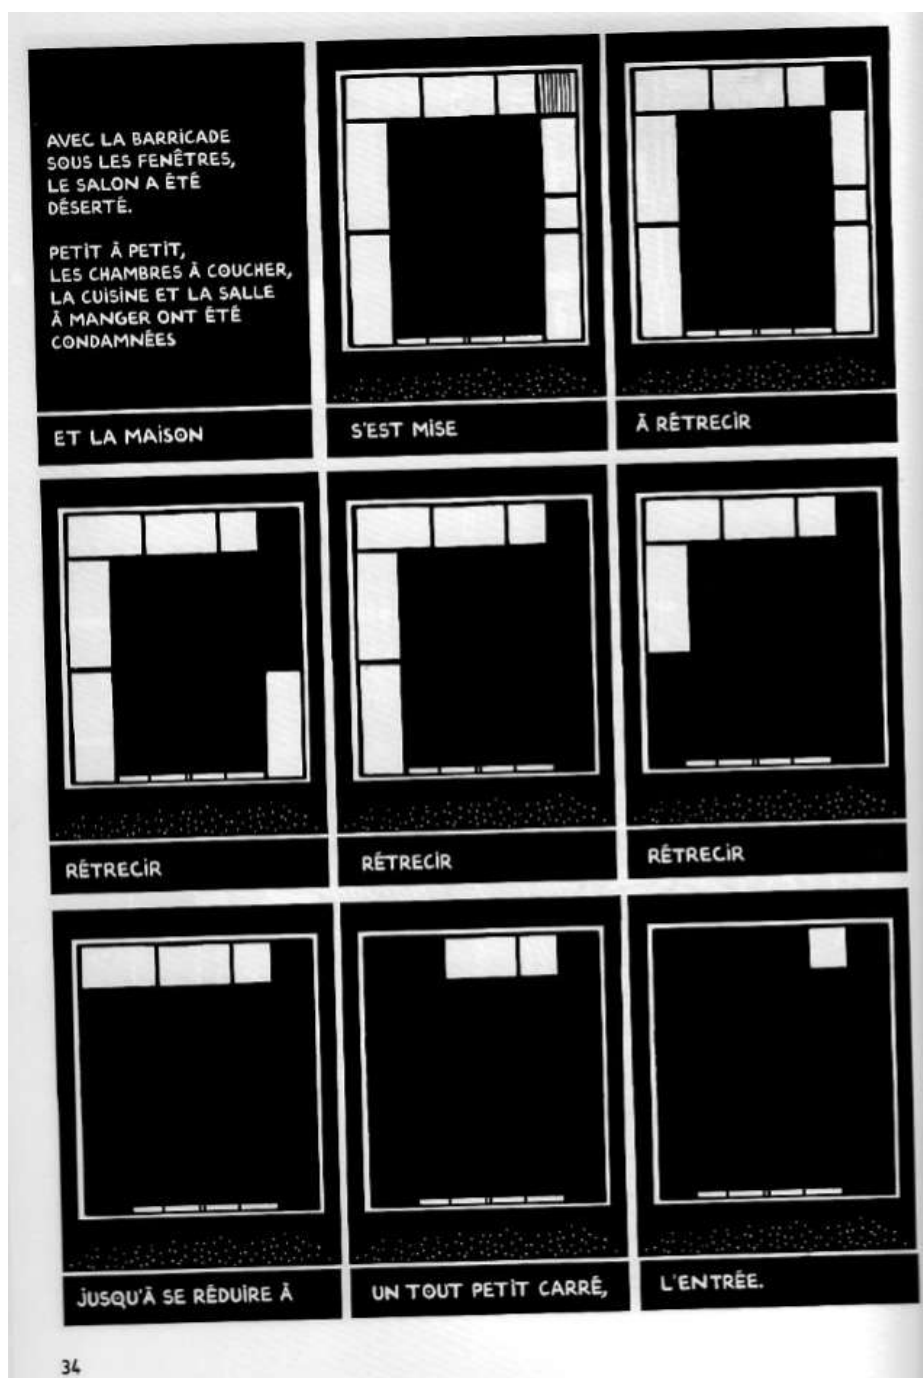 AVEC LA BARRICADE
SOUS LES FENÊTRES,
LE SALON A ÉTÉ
DÉSERTÉ.
PETIT À PETIT,
LES CHAMBRES À COUCHER,
LA CUISINE ET LA SALLE
À MANGER ONT ÉTÉ
CONDAMNÉES
ET LA MAISON
S'EST MISE
À RÉTRECIR
RÉTRECIR
RÉTRECIR
RÉTRECIR
JUSQU'À SE RÉDUIRE À
UN TOUT PETIT CARRÉ,
L'ENTRÉE.
34